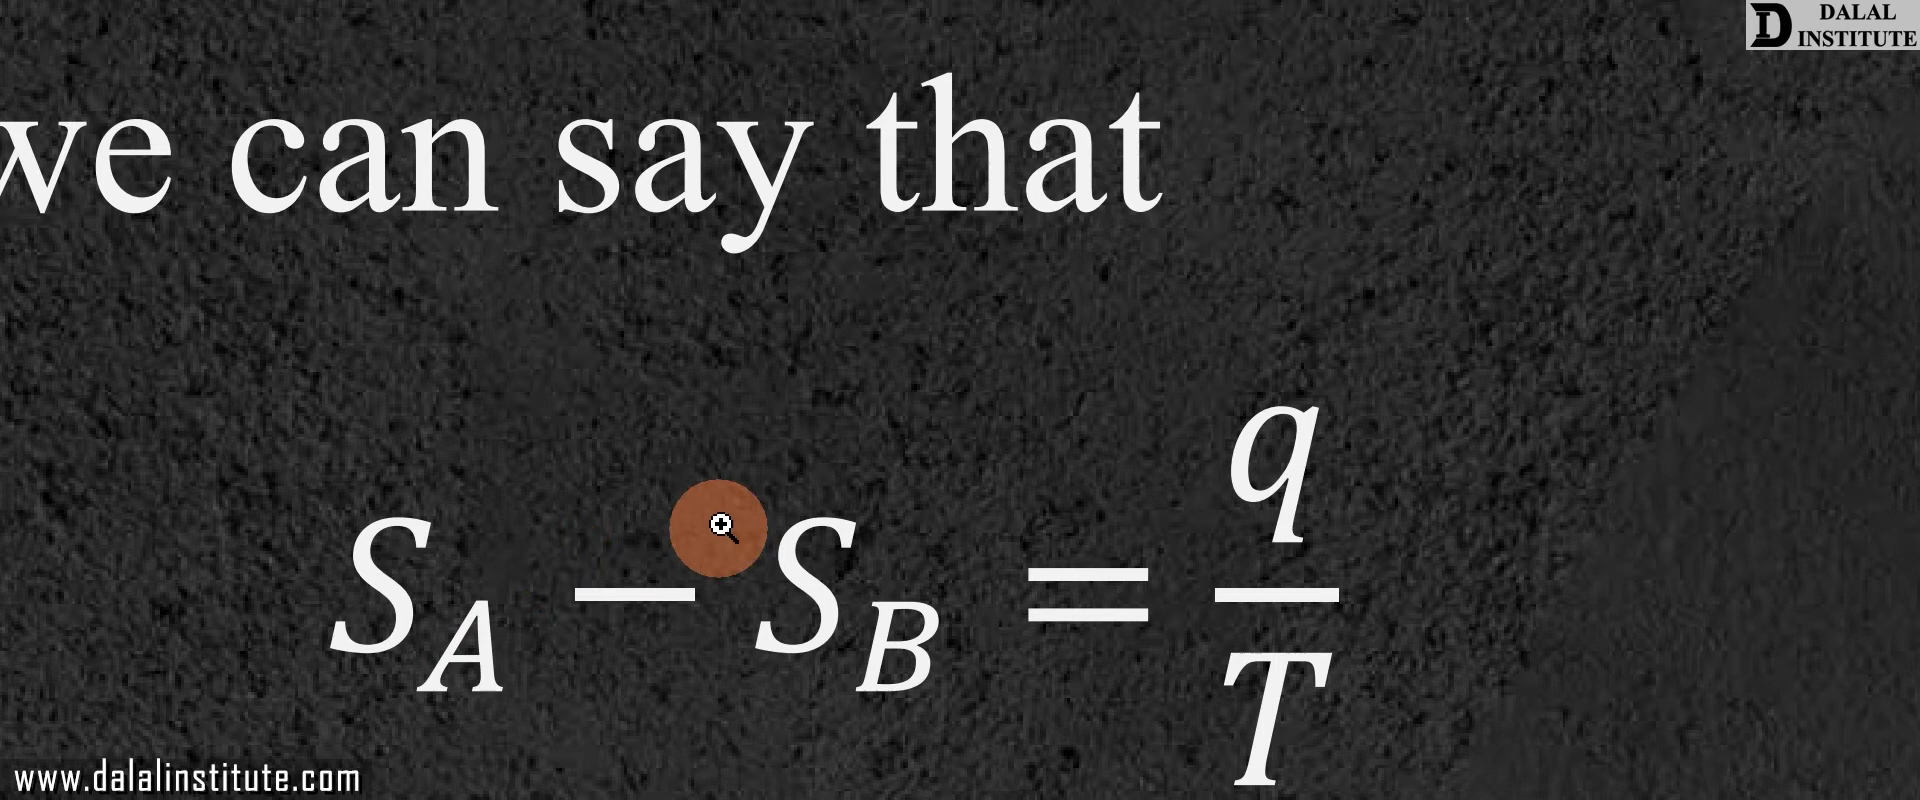 DALAL
INSTITUTE
we can say that
S_A − S_B = q/T
www.dalalinstitute.com